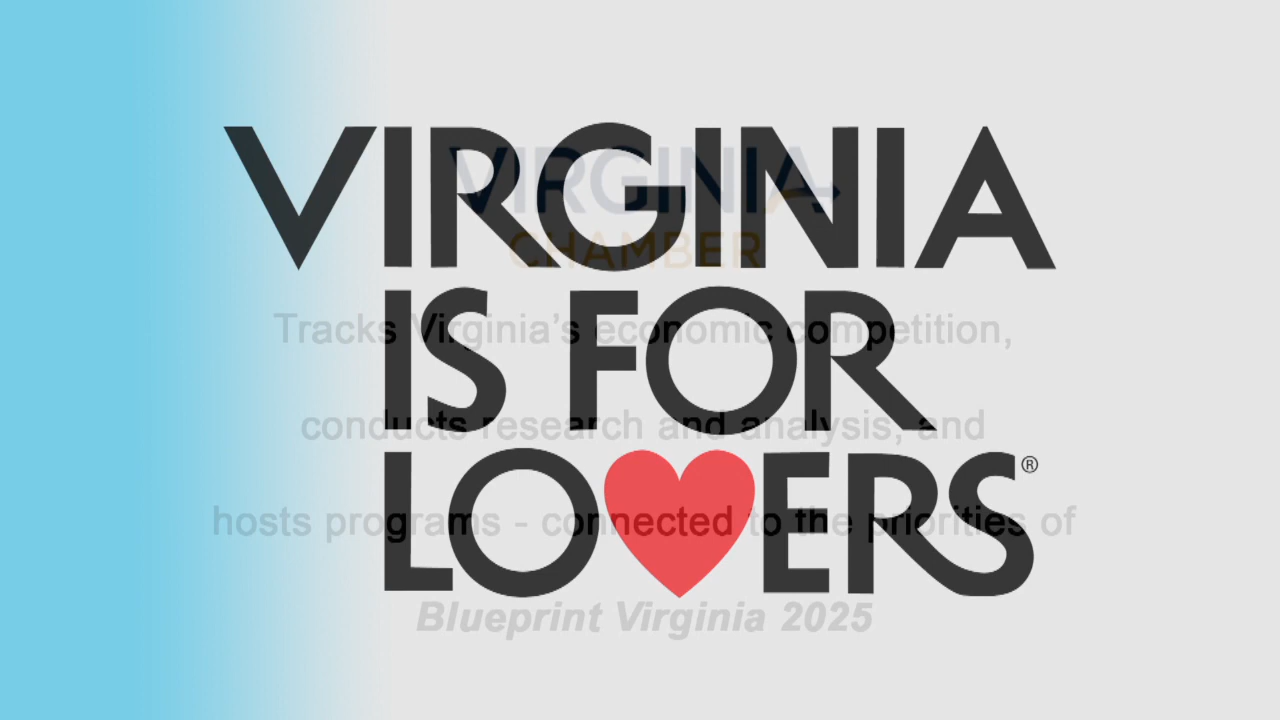 VIRGINIA
IS FOR
LOVERS®
VIRGINIA
CHAMBER
Tracks Virginia’s economic competition,
conducts research and analysis, and
hosts programs - connected to the priorities of
Blueprint Virginia 2025